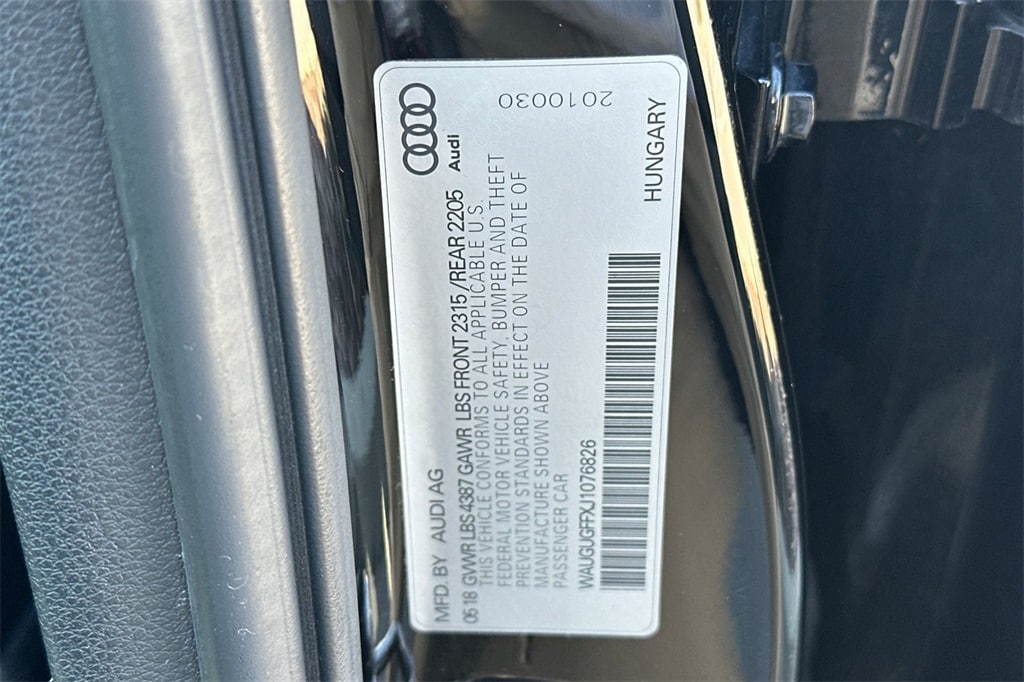 MFD. BY AUDI AG
Audi
0518 GVWR LBS 4387 GAWR LBS FRONT 2315 / REAR 2205
THIS VEHICLE CONFORMS TO ALL APPLICABLE U.S.
FEDERAL MOTOR VEHICLE SAFETY, BUMPER AND THEFT
PREVENTION STANDARDS IN EFFECT ON THE DATE OF
MANUFACTURE SHOWN ABOVE
PASSENGER CAR
2010030
WAUGUGFFXJ1076826
HUNGARY